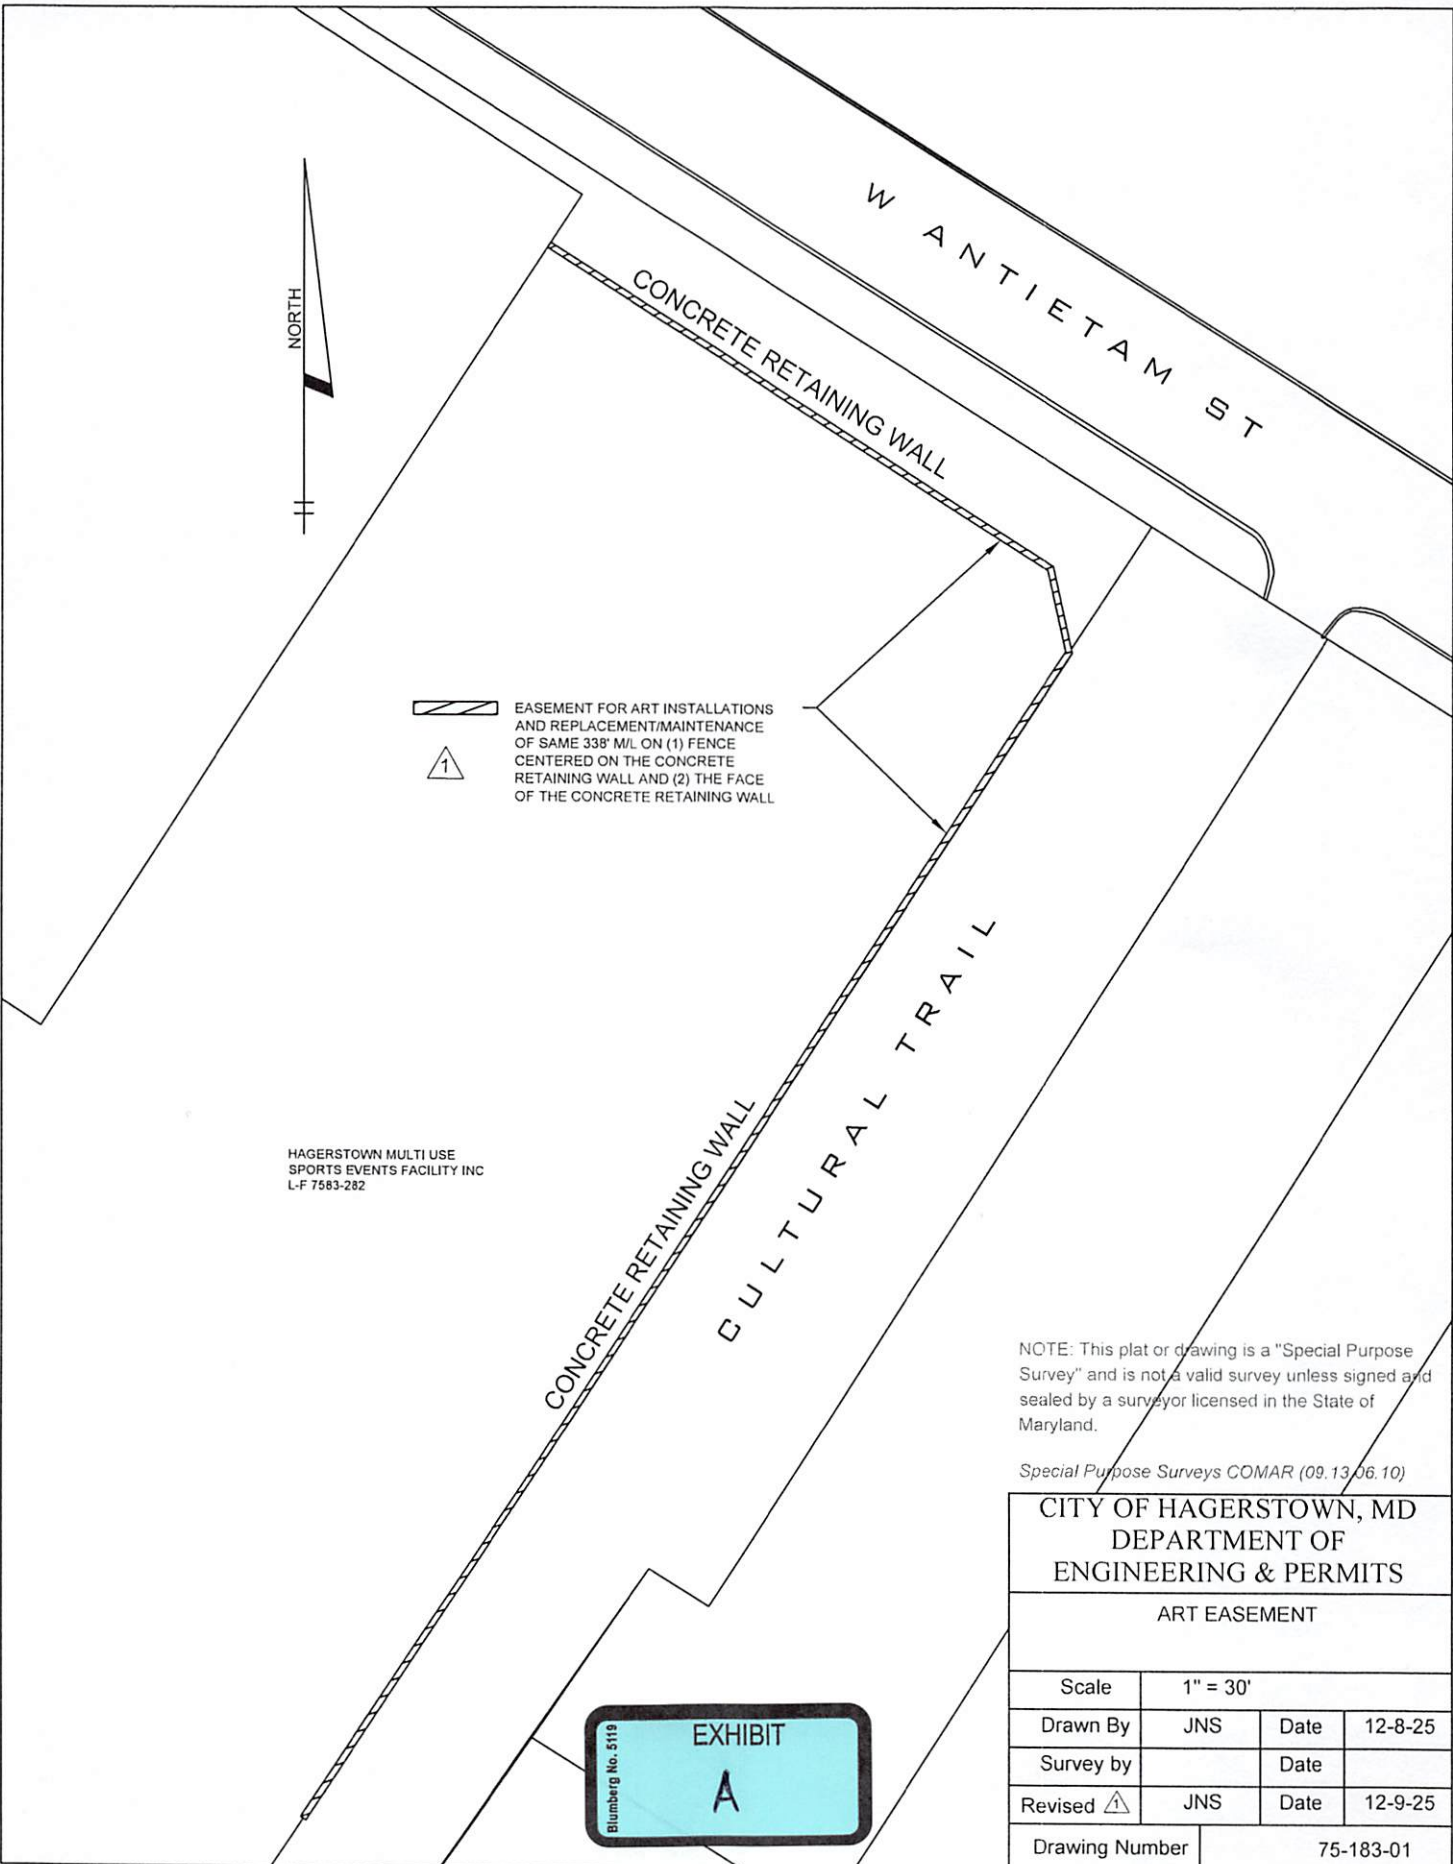 W ANTIETAM ST
NORTH
CONCRETE RETAINING WALL
EASEMENT FOR ART INSTALLATIONS
AND REPLACEMENT/MAINTENANCE
OF SAME 338' M/L ON (1) FENCE
CENTERED ON THE CONCRETE
RETAINING WALL AND (2) THE FACE
OF THE CONCRETE RETAINING WALL
1
CULTURAL TRAIL
HAGERSTOWN MULTI USE
SPORTS EVENTS FACILITY INC
L-F 7583-282
CONCRETE RETAINING WALL
NOTE: This plat or drawing is a "Special Purpose
Survey" and is not a valid survey unless signed and
sealed by a surveyor licensed in the State of
Maryland.
Special Purpose Surveys COMAR (09.13.06.10)
CITY OF HAGERSTOWN, MD
DEPARTMENT OF
ENGINEERING & PERMITS
ART EASEMENT
Scale 1" = 30'
Drawn By JNS Date 12-8-25
Survey by Date
Revised 1 JNS Date 12-9-25
Drawing Number 75-183-01
Blumberg No. 5119
EXHIBIT
A